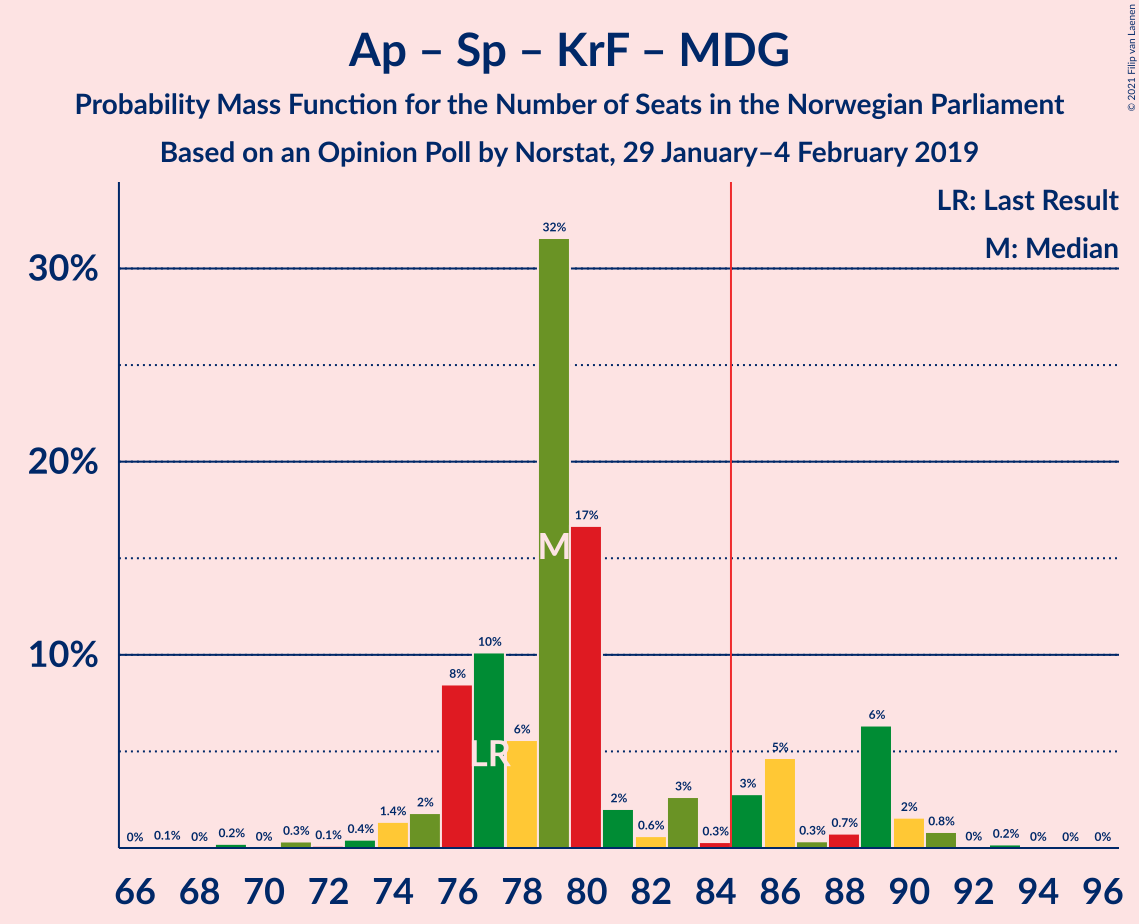 Ap – Sp – KrF – MDG
Probability Mass Function for the Number of Seats in the Norwegian Parliament
Based on an Opinion Poll by Norstat, 29 January–4 February 2019
© 2021 Filip van Laenen
LR: Last Result
M: Median
30%
20%
10%
0% 0.1% 0% 0.2% 0% 0.3% 0.1% 0.4% 1.4% 2% 8% 10% 6% 32% 17% 2% 0.6% 3% 0.3% 3% 5% 0.3% 0.7% 6% 2% 0.8% 0% 0.2% 0% 0% 0%
M
LR
66 68 70 72 74 76 78 80 82 84 86 88 90 92 94 96